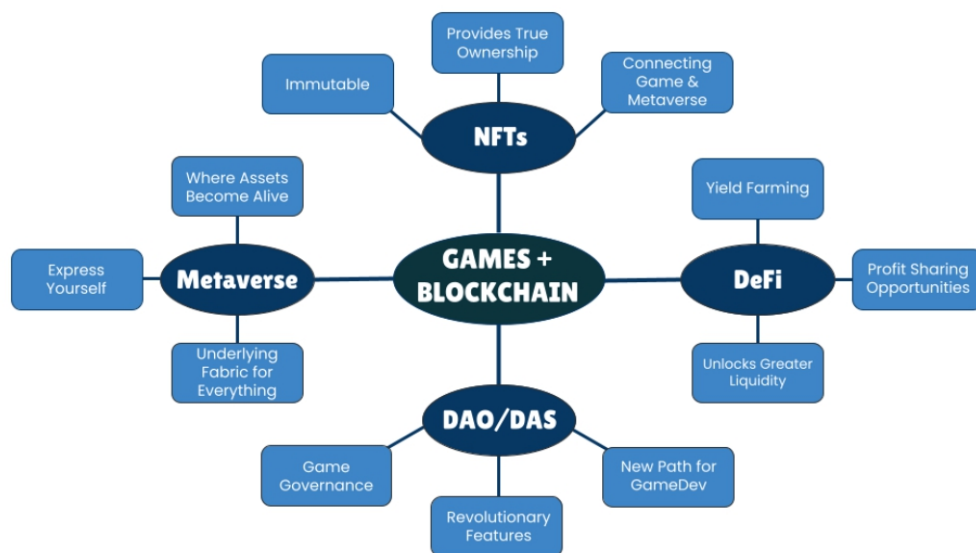 Provides True
Ownership
Immutable
Connecting
Game &
Metaverse
NFTs
Where Assets
Become Alive
Yield Farming
Express
Yourself
Metaverse
GAMES +
BLOCKCHAIN
DeFi
Profit Sharing
Opportunities
Underlying
Fabric for
Everything
Unlocks Greater
Liquidity
DAO/DAS
Game
Governance
New Path for
GameDev
Revolutionary
Features